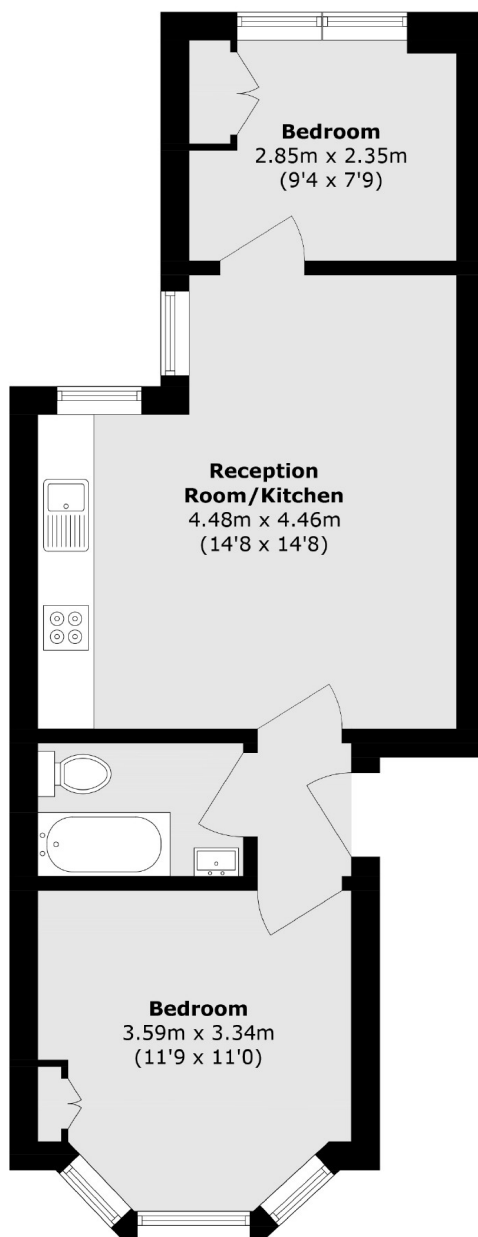 Bedroom
2.85m x 2.35m
(9'4 x 7'9)
Reception
Room/Kitchen
4.48m x 4.46m
(14'8 x 14'8)
Bedroom
3.59m x 3.34m
(11'9 x 11'0)